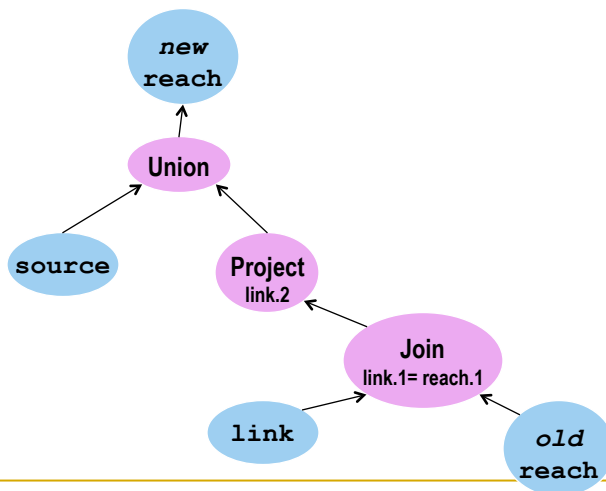 new
reach
Union
source
Project
link.2
Join
link.1= reach.1
link
old
reach